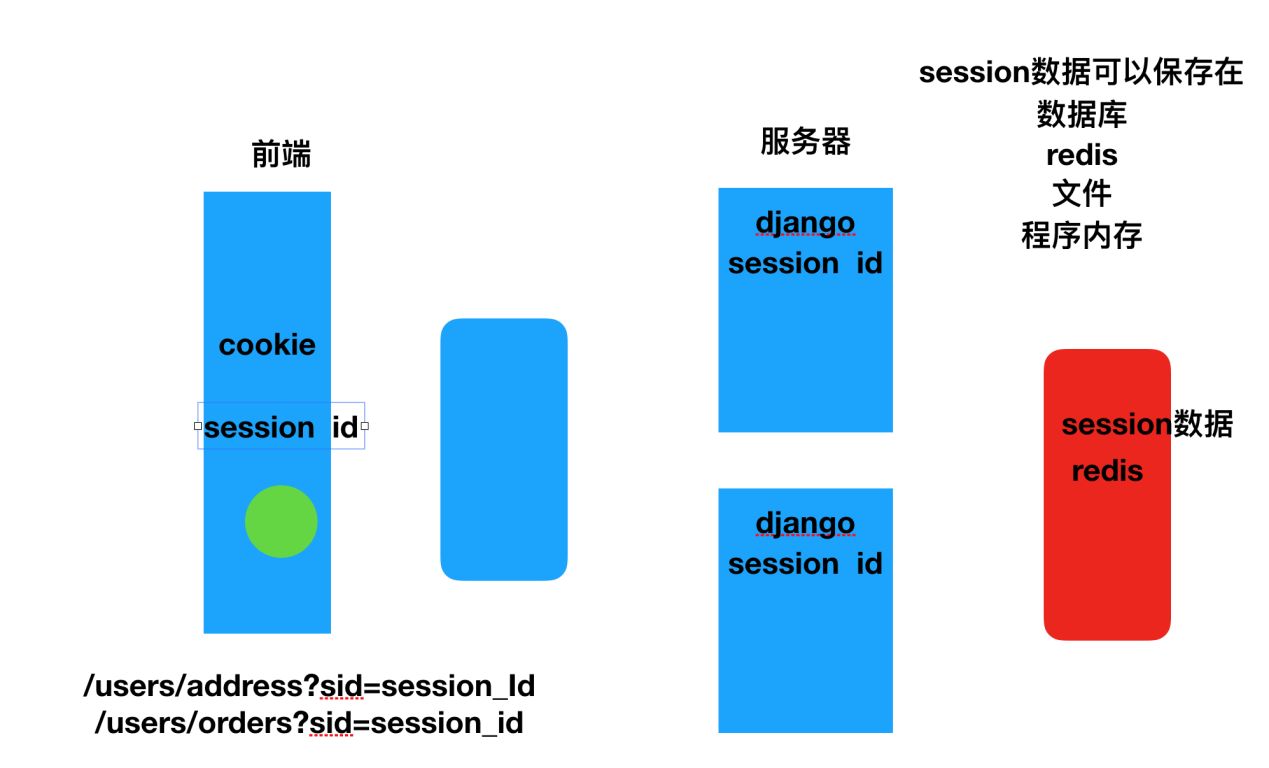 前端
cookie
session id
/users/address?sid=session_Id
/users/orders?sid=session_id
服务器
django
session id
django
session id
session数据可以保存在
数据库
redis
文件
程序内存
session数据
redis